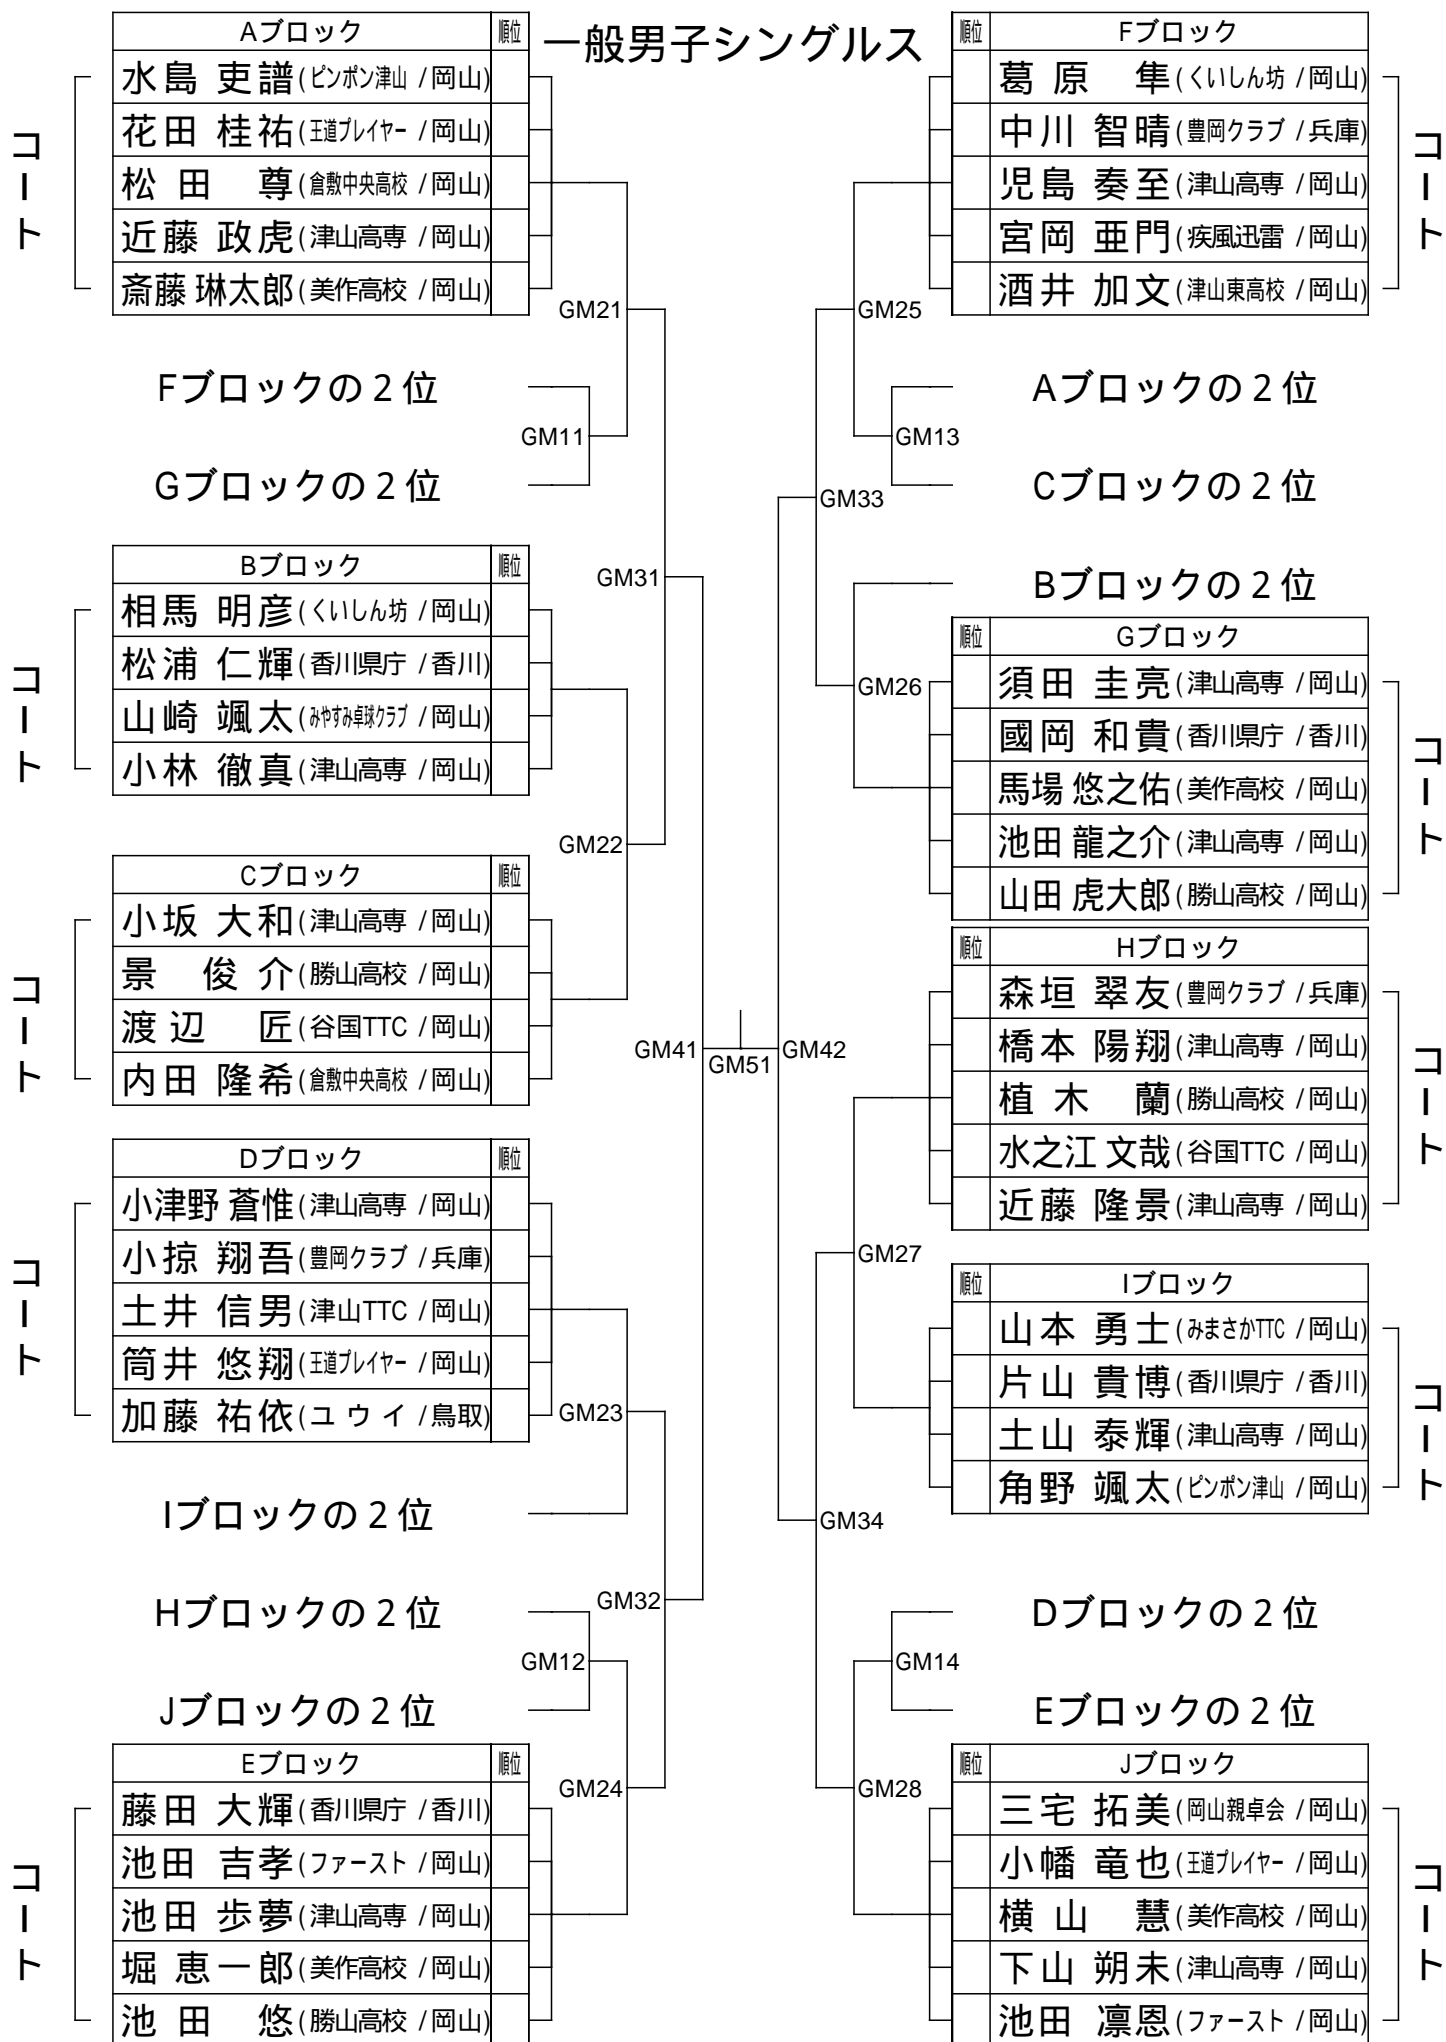 一般男子シングルス
コート
Aブロック 順位
水島 吏譜(ピンポン津山 /岡山)
花田 桂祐(王道プレイヤー /岡山)
松田 尊(倉敷中央高校 /岡山)
近藤 政虎(津山高専 /岡山)
斎藤 琳太郎(美作高校 /岡山)
GM21
Fブロックの2位
GM11
Gブロックの2位
GM31
コート
Bブロック 順位
相馬 明彦(くいしん坊 /岡山)
松浦 仁輝(香川県庁 /香川)
山崎 颯太(みやすみ卓球クラブ /岡山)
小林 徹真(津山高専 /岡山)
GM22
コート
Cブロック 順位
小坂 大和(津山高専 /岡山)
景 俊介(勝山高校 /岡山)
渡辺 匠(谷国TTC /岡山)
内田 隆希(倉敷中央高校 /岡山)
GM41
GM51
GM42
コート
Dブロック 順位
小津野 蒼惟(津山高専 /岡山)
小掠 翔吾(豊岡クラブ /兵庫)
土井 信男(津山TTC /岡山)
筒井 悠翔(王道プレイヤー /岡山)
加藤 祐依(ユウイ /鳥取)
GM23
Iブロックの2位
GM32
Hブロックの2位
GM12
Jブロックの2位
コート
Eブロック 順位
GM24
藤田 大輝(香川県庁 /香川)
池田 吉孝(ファースト /岡山)
池田 歩夢(津山高専 /岡山)
堀 恵一郎(美作高校 /岡山)
池田 悠(勝山高校 /岡山)
コート
順位 Fブロック
葛原 隼(くいしん坊 /岡山)
中川 智晴(豊岡クラブ /兵庫)
児島 奏至(津山高専 /岡山)
宮岡 亜門(疾風迅雷 /岡山)
酒井 加文(津山東高校 /岡山)
GM25
Aブロックの2位
GM13
Cブロックの2位
GM33
Bブロックの2位
GM26
コート
順位 Gブロック
須田 圭亮(津山高専 /岡山)
國岡 和貴(香川県庁 /香川)
馬場 悠之佑(美作高校 /岡山)
池田 龍之介(津山高専 /岡山)
山田 虎大郎(勝山高校 /岡山)
コート
順位 Hブロック
森垣 翠友(豊岡クラブ /兵庫)
橋本 陽翔(津山高専 /岡山)
植木 蘭(勝山高校 /岡山)
水之江 文哉(谷国TTC /岡山)
近藤 隆景(津山高専 /岡山)
GM27
コート
順位 Iブロック
山本 勇士(みまさかTTC /岡山)
片山 貴博(香川県庁 /香川)
土山 泰輝(津山高専 /岡山)
角野 颯太(ピンポン津山 /岡山)
GM34
Dブロックの2位
GM14
Eブロックの2位
コート
順位 Jブロック
GM28
三宅 拓美(岡山親卓会 /岡山)
小幡 竜也(王道プレイヤー /岡山)
横山 慧(美作高校 /岡山)
下山 朔未(津山高専 /岡山)
池田 凛恩(ファースト /岡山)